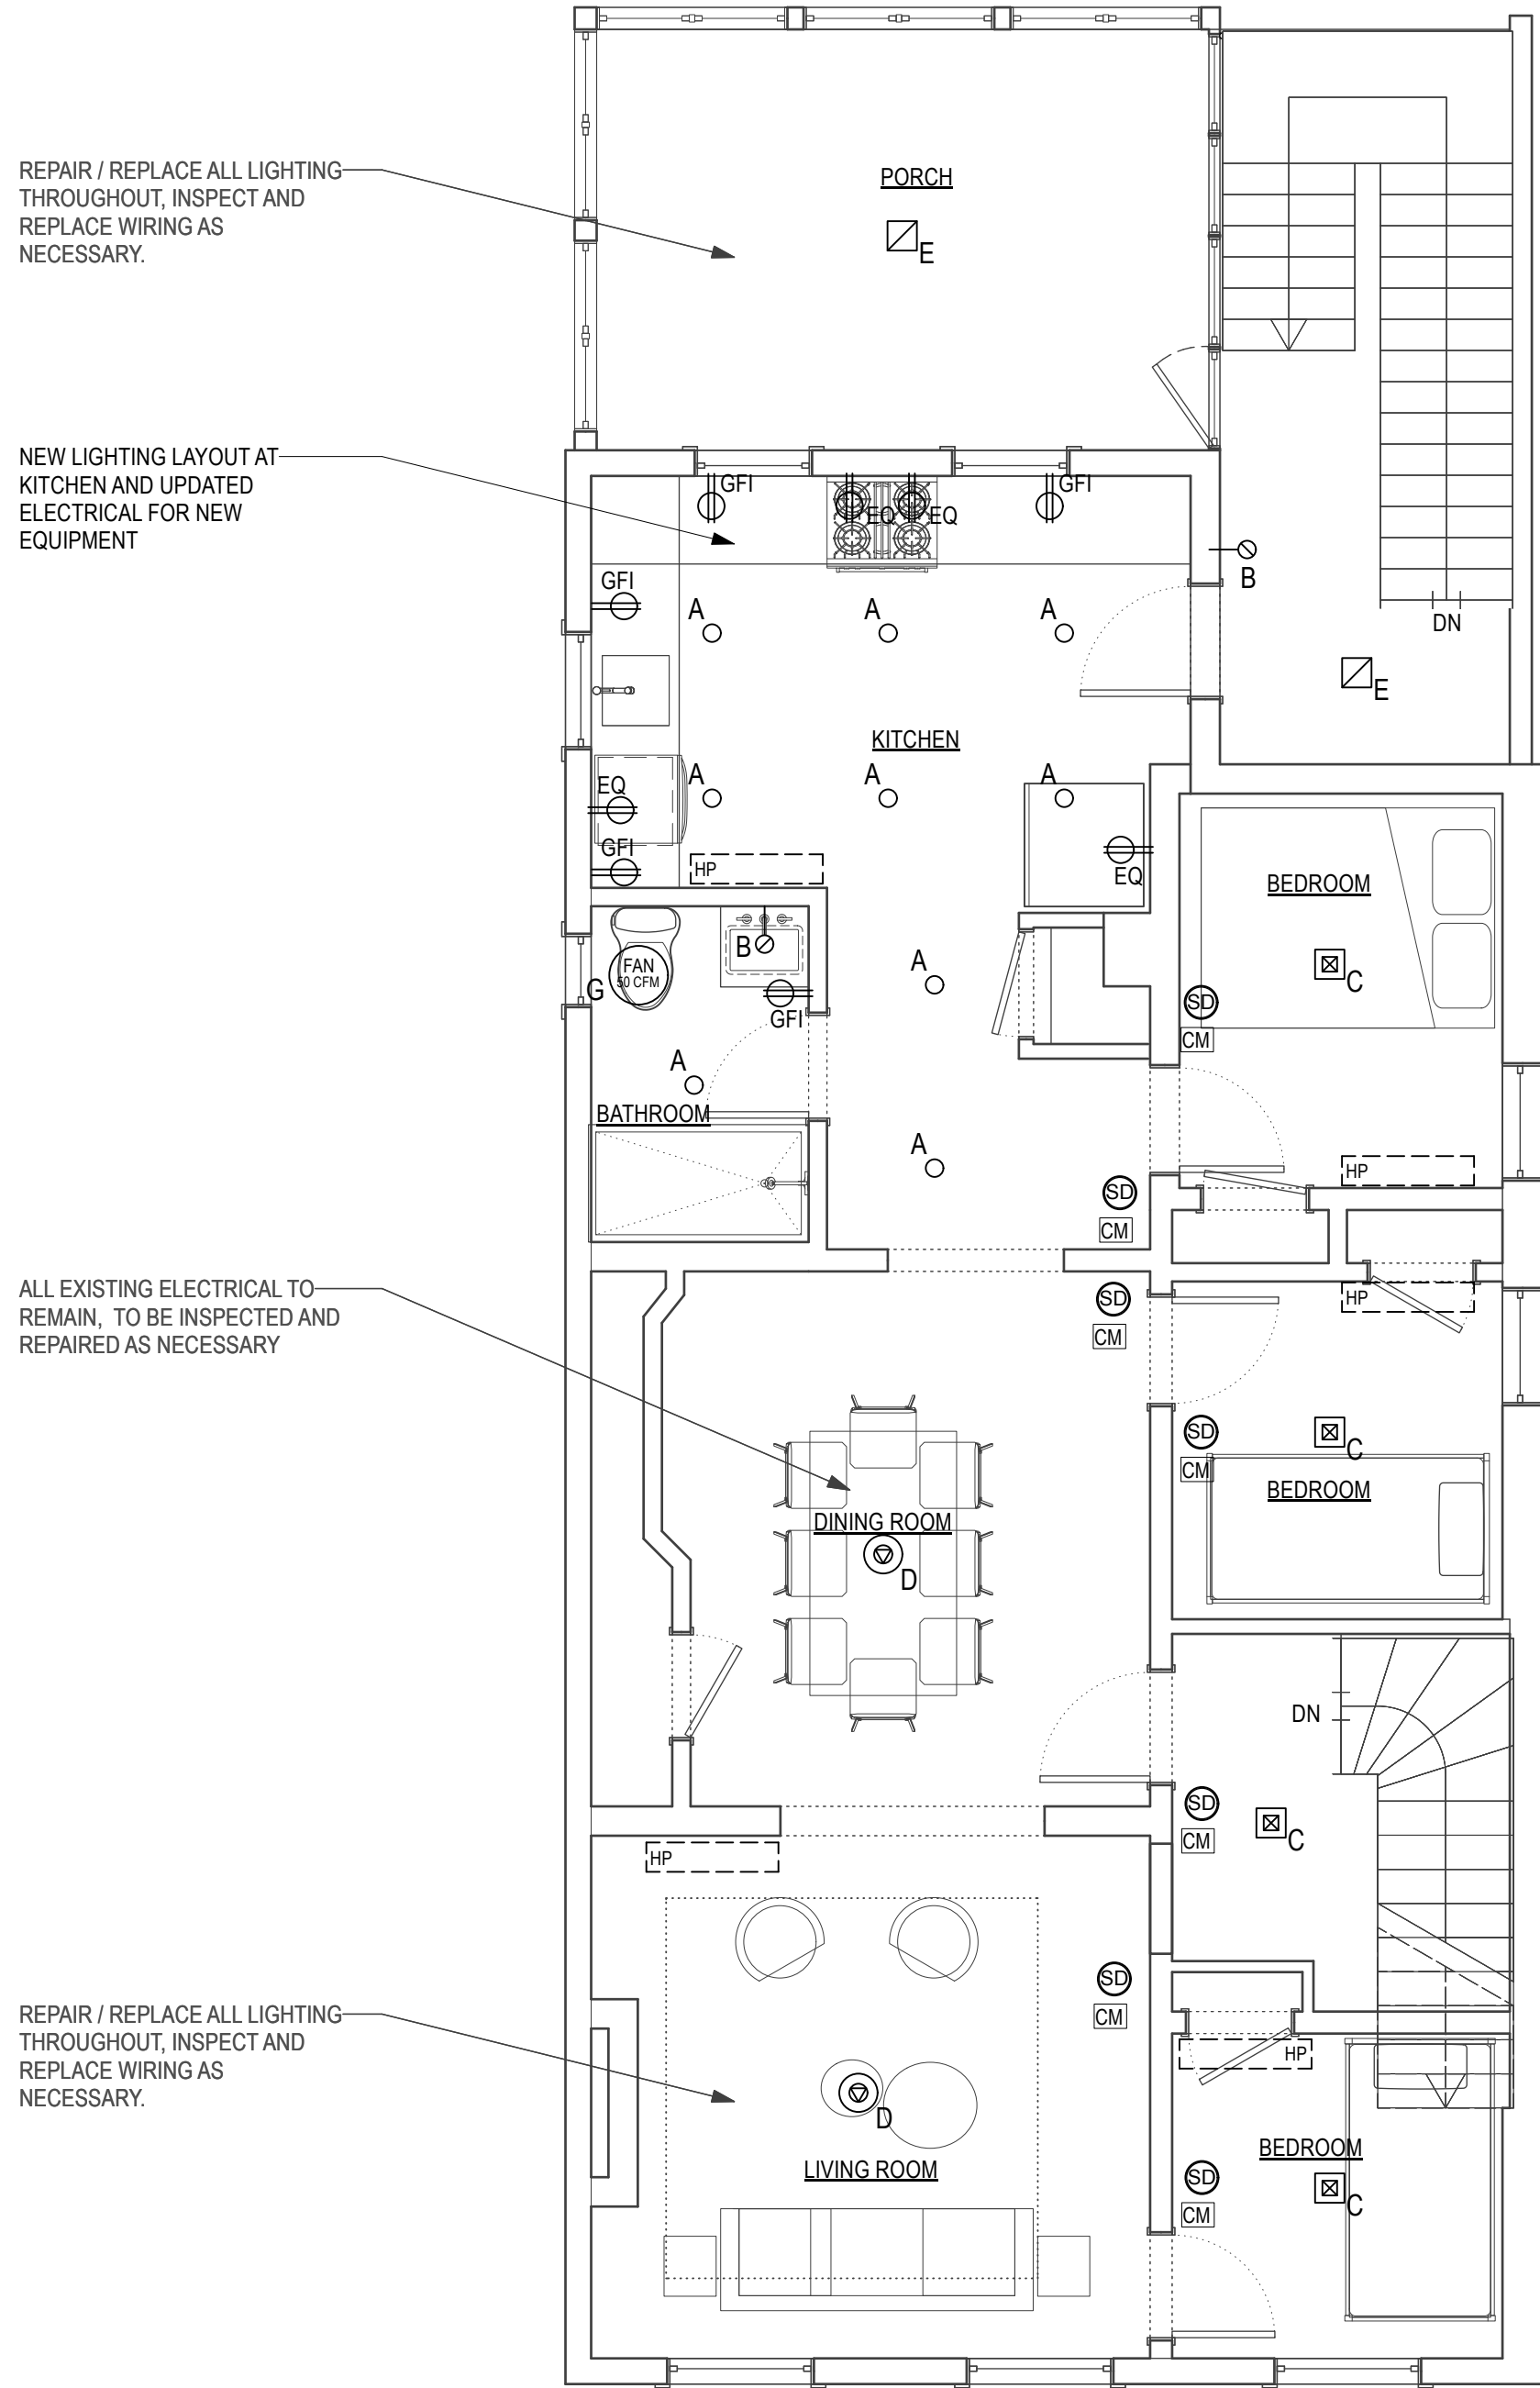 REPAIR / REPLACE ALL LIGHTING
THROUGHOUT, INSPECT AND
REPLACE WIRING AS
NECESSARY.
PORCH
E
NEW LIGHTING LAYOUT AT
KITCHEN AND UPDATED
ELECTRICAL FOR NEW
EQUIPMENT
GFI
EQ
EQ
GFI
B
GFI
A
A
A
DN
E
KITCHEN
EQ
A
A
A
GFI
HP
EQ
BEDROOM
B
FAN
50 CFM
G
GFI
A
C
SD
CM
A
BATHROOM
A
HP
SD
CM
ALL EXISTING ELECTRICAL TO
REMAIN, TO BE INSPECTED AND
REPAIRED AS NECESSARY
SD
CM
HP
SD
CM
C
BEDROOM
DINING ROOM
D
DN
SD
CM
C
HP
SD
CM
REPAIR / REPLACE ALL LIGHTING
THROUGHOUT, INSPECT AND
REPLACE WIRING AS
NECESSARY.
HP
D
BEDROOM
LIVING ROOM
SD
CM
C